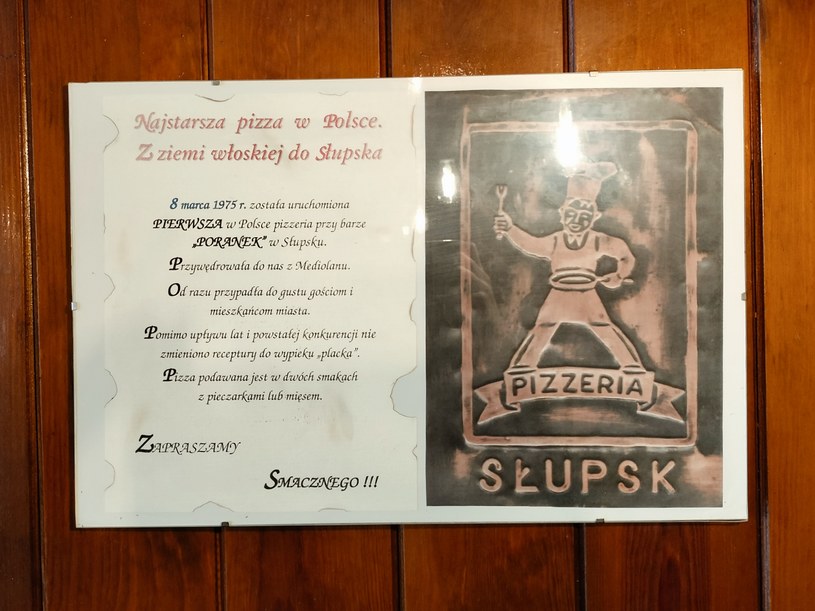 Najstarsza pizza w Polsce.
Z ziemi włoskiej do Słupska
8 marca 1975 r. została uruchomiona
PIERWSZA w Polsce pizzeria przy barze
„PORANEK” w Słupsku.
Przywędrowała do nas z Mediolanu.
Od razu przypadła do gustu gościom i
mieszkańcom miasta.
Pomimo upływu lat i powstałej konkurencji nie
zmieniono receptury do wypieku „placka”.
Pizza podawana jest w dwóch smakach
z pieczarkami lub mięsem.
ZAPRASZAMY
SMACZNEGO !!!
PIZZERIA
SŁUPSK